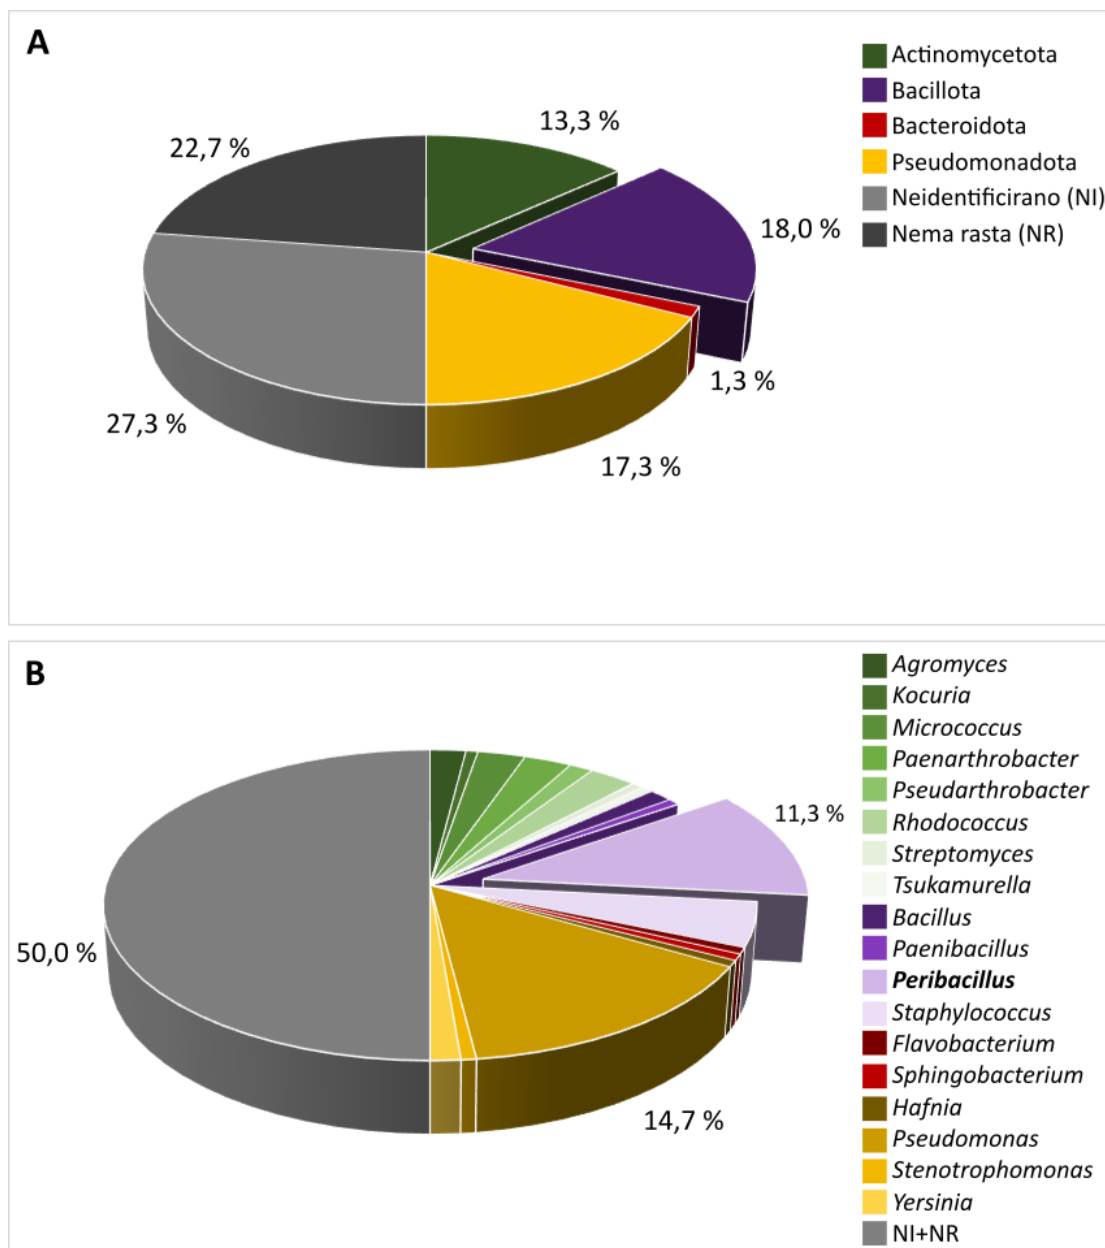 A
Actinomycetota
Bacillota
Bacteroidota
Pseudomonadota
Neidentificirano (NI)
Nema rasta (NR)
13,3 %
22,7 %
18,0 %
1,3 %
27,3 %
17,3 %
B
Agromyces
Kocuria
Micrococcus
Paenarthrobacter
Pseudarthrobacter
Rhodococcus
Streptomyces
Tsukamurella
Bacillus
Paenibacillus
Peribacillus
Staphylococcus
Flavobacterium
Sphingobacterium
Hafnia
Pseudomonas
Stenotrophomonas
Yersinia
NI+NR
11,3 %
50,0 %
14,7 %